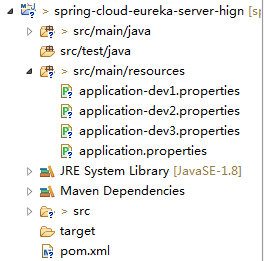 > spring-cloud-eureka-server-hign [s
> src/main/java
src/test/java
> src/main/resources
application-dev1.properties
application-dev2.properties
application-dev3.properties
application.properties
JRE System Library [JavaSE-1.8]
Maven Dependencies
> src
target
pom.xml